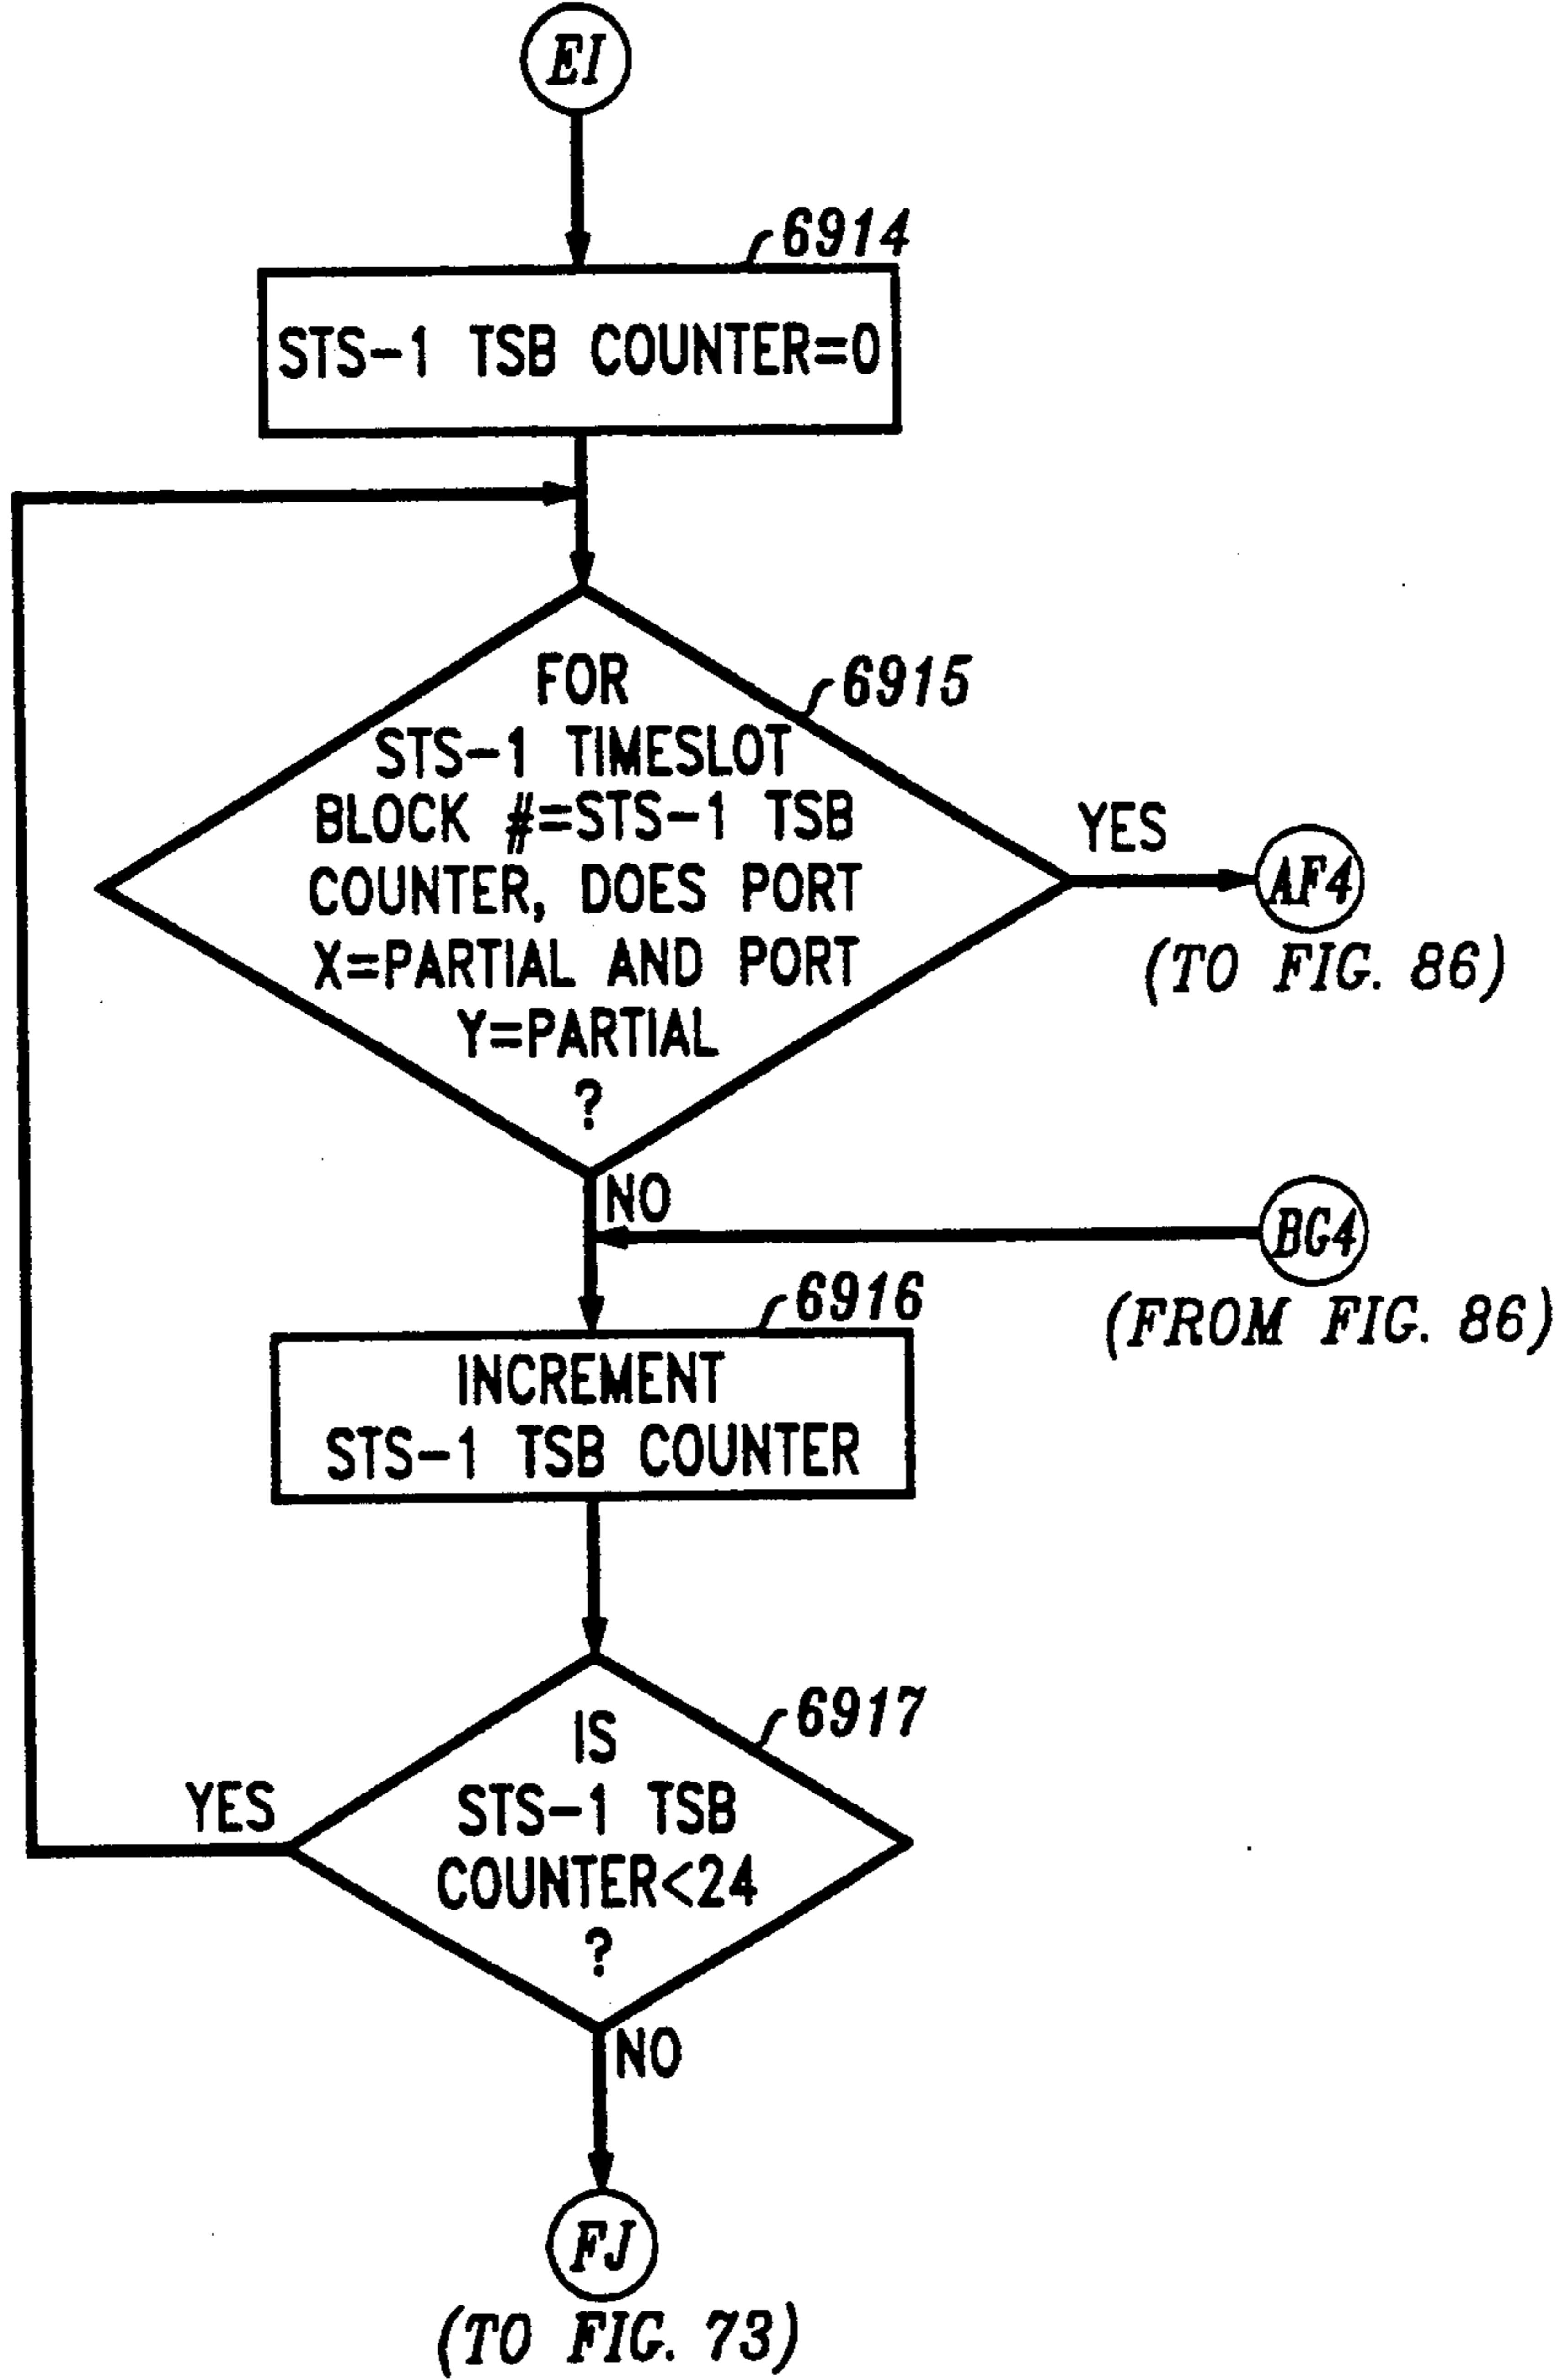 EI
6914
STS-1 TSB COUNTER=0
6915
FOR
STS-1 TIMESLOT
BLOCK #=STS-1 TSB
COUNTER, DOES PORT
X=PARTIAL AND PORT
Y=PARTIAL
?
YES
AF4
(TO FIG. 86)
NO
BG4
(FROM FIG. 86)
6916
INCREMENT
STS-1 TSB COUNTER
6917
IS
STS-1 TSB
COUNTER<24
?
YES
NO
FJ
(TO FIG. 73)